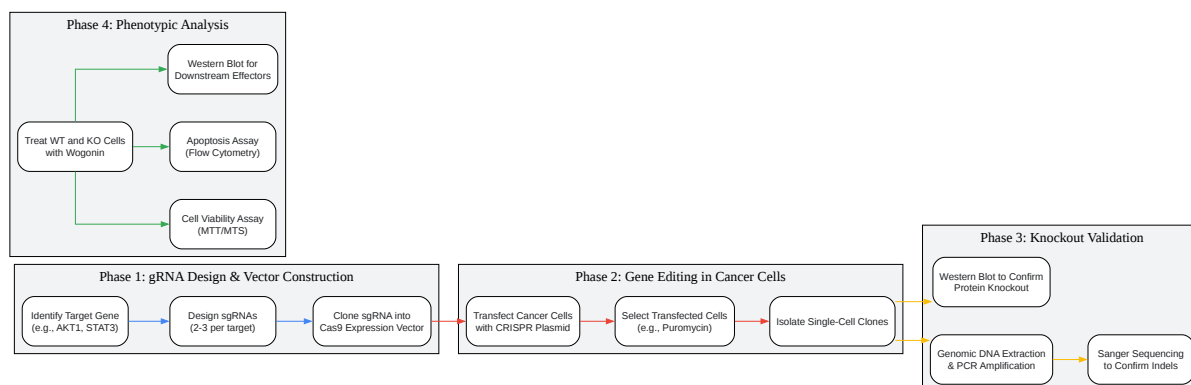 Phase 4: Phenotypic Analysis
Western Blot for
Downstream Effectors
Treat WT and KO Cells
with Wogonin
Apoptosis Assay
(Flow Cytometry)
Cell Viability Assay
(MTT/MTS)
Phase 1: gRNA Design & Vector Construction
Identify Target Gene
(e.g., AKT1, STAT3)
Design sgRNAs
(2-3 per target)
Clone sgRNA into
Cas9 Expression Vector
Phase 2: Gene Editing in Cancer Cells
Transfect Cancer Cells
with CRISPR Plasmid
Select Transfected Cells
(e.g., Puromycin)
Isolate Single-Cell Clones
Phase 3: Knockout Validation
Western Blot to Confirm
Protein Knockout
Genomic DNA Extraction
& PCR Amplification
Sanger Sequencing
to Confirm Indels